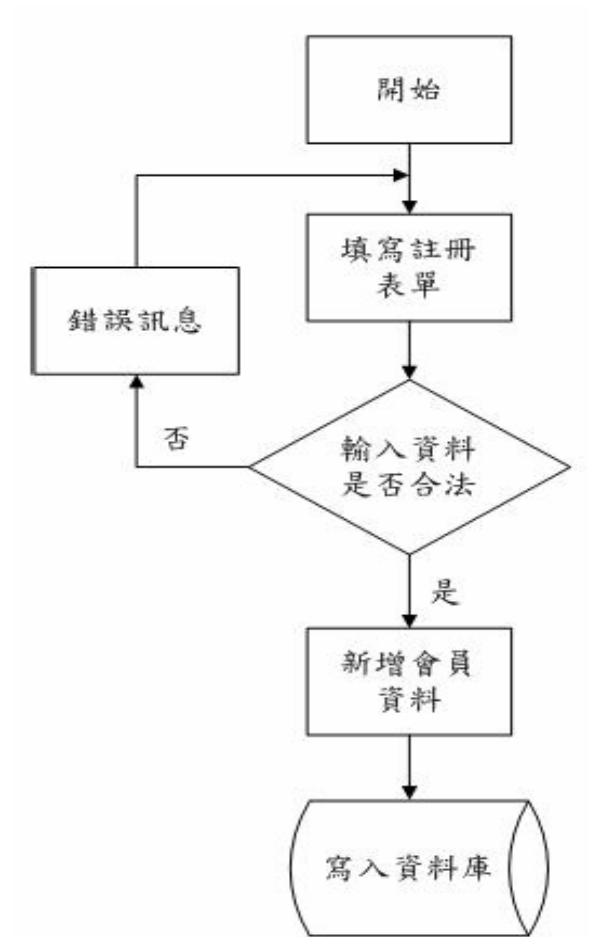 開始
填寫註冊
表單
錯誤訊息
否
輸入資料
是否合法
是
新增會員
資料
寫入資料庫